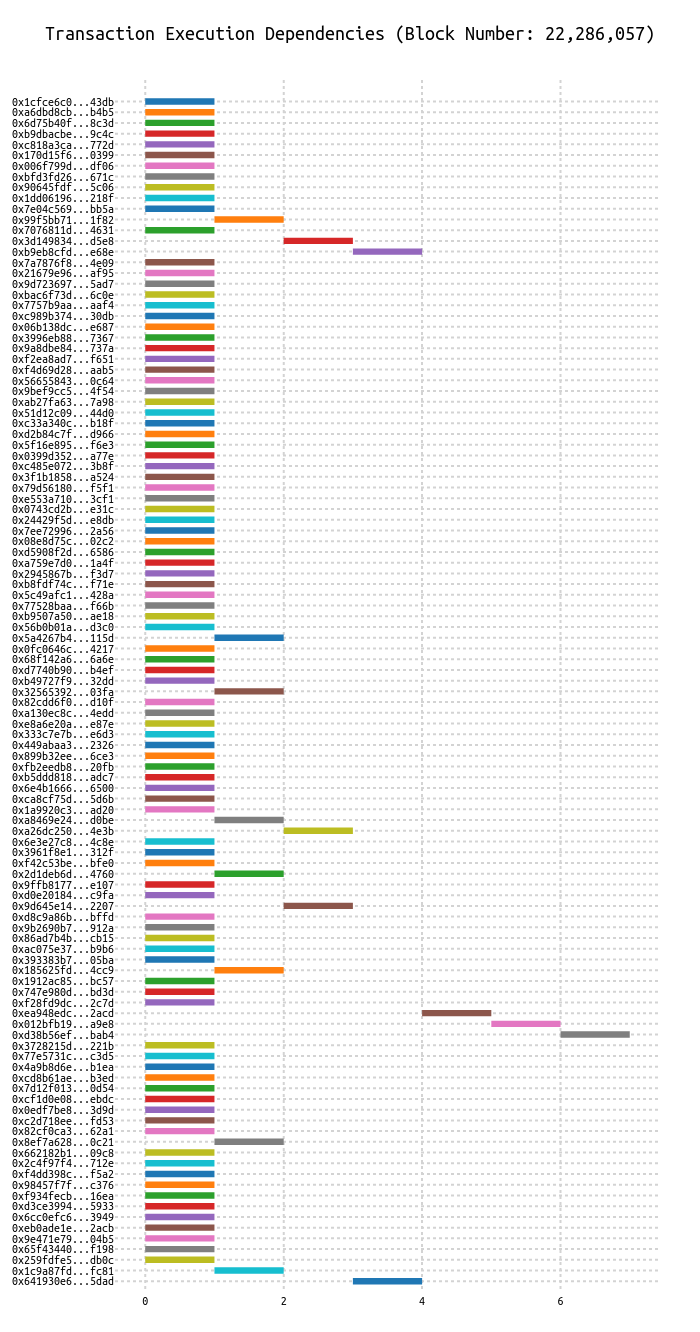 Transaction Execution Dependencies (Block Number: 22,286,057)
0x1cfce6c0...43db
0xa6dbd8cb...b4b5
0x6d75b40f...8c3d
0xb9dbacbe...9c4c
0xc818a3ca...772d
0x170d15f6...0399
0x006f799d...df06
0xbfd3fd26...671c
0x90645fdf...5c06
0x1dd06196...218f
0x7e04c569...bb5a
0x99f5bb71...1f82
0x7076811d...4631
0x3d149834...d5e8
0xb9eb8cfd...e68e
0x7a7876f8...4e09
0x21679e96...af95
0x9d723697...5ad7
0xbac6f73d...6c0e
0x7757b9aa...aaf4
0xc989b374...30db
0x06b138dc...e687
0x3996eb88...7367
0x9a8dbe84...737a
0xf2ea8ad7...f651
0xf4d69d28...aab5
0x56655843...0c64
0x9bef9cc5...4f54
0xab27fa63...7a98
0x51d12c09...44d0
0xc33a340c...b18f
0xd2b84c7f...d966
0x5f16e895...f6e3
0x0399d352...a77e
0xc485e072...3b8f
0x3f1b1858...a524
0x79d56180...f5f1
0xe553a710...3cf1
0x0743cd2b...e31c
0x24429f5d...e8db
0x7ee72996...2a56
0x08e8d75c...02c2
0xd5908f2d...6586
0xa759e7d0...1a4f
0x2945867b...f3d7
0xb8fdf74c...f71e
0x5c49afc1...428a
0x77528baa...f66b
0xb9507a50...ae18
0x56b0b01a...d3c0
0x5a4267b4...115d
0x0fc0646c...4217
0x68f142a6...6a6e
0xd7740b90...b4ef
0xb49727f9...32dd
0x32565392...03fa
0x82cdd6f0...d10f
0xa130ec8c...4edd
0xe8a6e20a...e87e
0x333c7e7b...e6d3
0x449abaa3...2326
0x899b32ee...6ce3
0xfb2eedb8...20fb
0xb5ddd818...adc7
0x6e4b1666...6500
0xca8cf75d...5d6b
0x1a9920c3...ad20
0xa8469e24...d0be
0xa26dc250...4e3b
0x6e3e27c8...4c8e
0x3961f8e1...312f
0xf42c53be...bfe0
0x2d1deb6d...4760
0x9ffb8177...e107
0xd0e20184...c9fa
0x9d645e14...2207
0xd8c9a86b...bffd
0x9b2690b7...912a
0x86ad7b4b...cb15
0xac075e37...b9b6
0x393383b7...05ba
0x185625fd...4cc9
0x1912ac85...bc57
0x747e980d...bd3d
0xf28fd9dc...2c7d
0xea948edc...2acd
0x012bfb19...a9e8
0xd38b56ef...bab4
0x3728215d...221b
0x77e5731c...c3d5
0x4a9b8d6e...b1ea
0xcd8b61ae...b3ed
0x7d12f013...0d54
0xcf1d0e08...ebdc
0x0edf7be8...3d9d
0xc2d718ee...fd53
0x82cf0ca3...62a1
0x8ef7a628...0c21
0x662182b1...09c8
0x2c4f97f4...712e
0xf4dd398c...f5a2
0x98457f7f...c376
0xf934fecb...16ea
0xd3ce3994...5933
0x6cc0efc6...3949
0xeb0ade1e...2acb
0x9e471e79...04b5
0x65f43440...f198
0x259fdfe5...db0c
0x1c9a87fd...fc81
0x641930e6...5dad
0 2 4 6